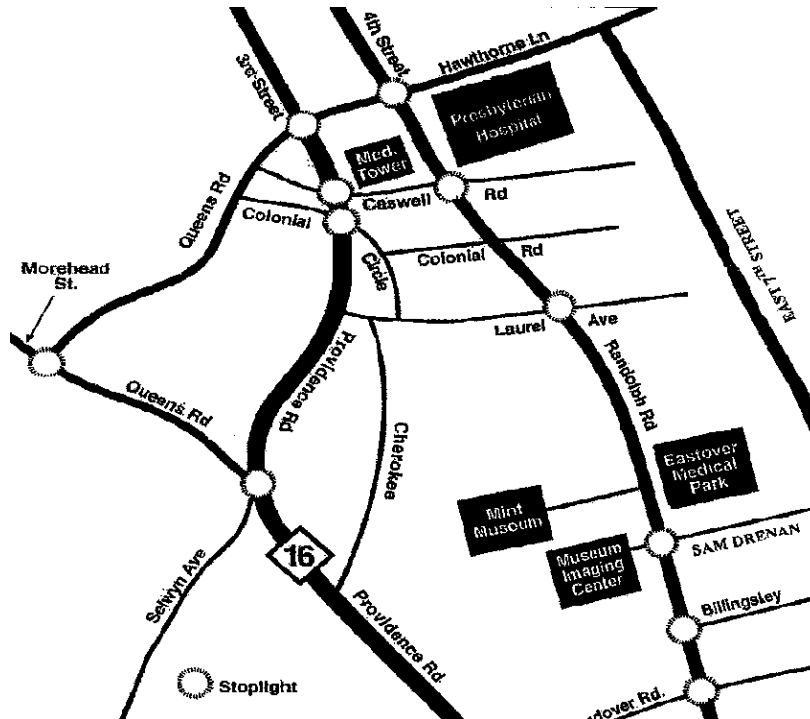 4th Street
Hawthorne Ln
3rd Street
Presbyterian
Hospital
Med.
Tower
Queens Rd
Caswell Rd
Colonial
Circle
Colonial Rd
EAST 7TH STREET
Morehead
St.
Laurel Ave
Providence Rd
Randolph Rd
Queens Rd
Cherokee
Eastover
Medical
Park
Mint
Museum
SAM DRENAN
Museum
Imaging
Center
16
Selwyn Ave
Billingsley
Providence Rd
Stoplight
dover Rd.